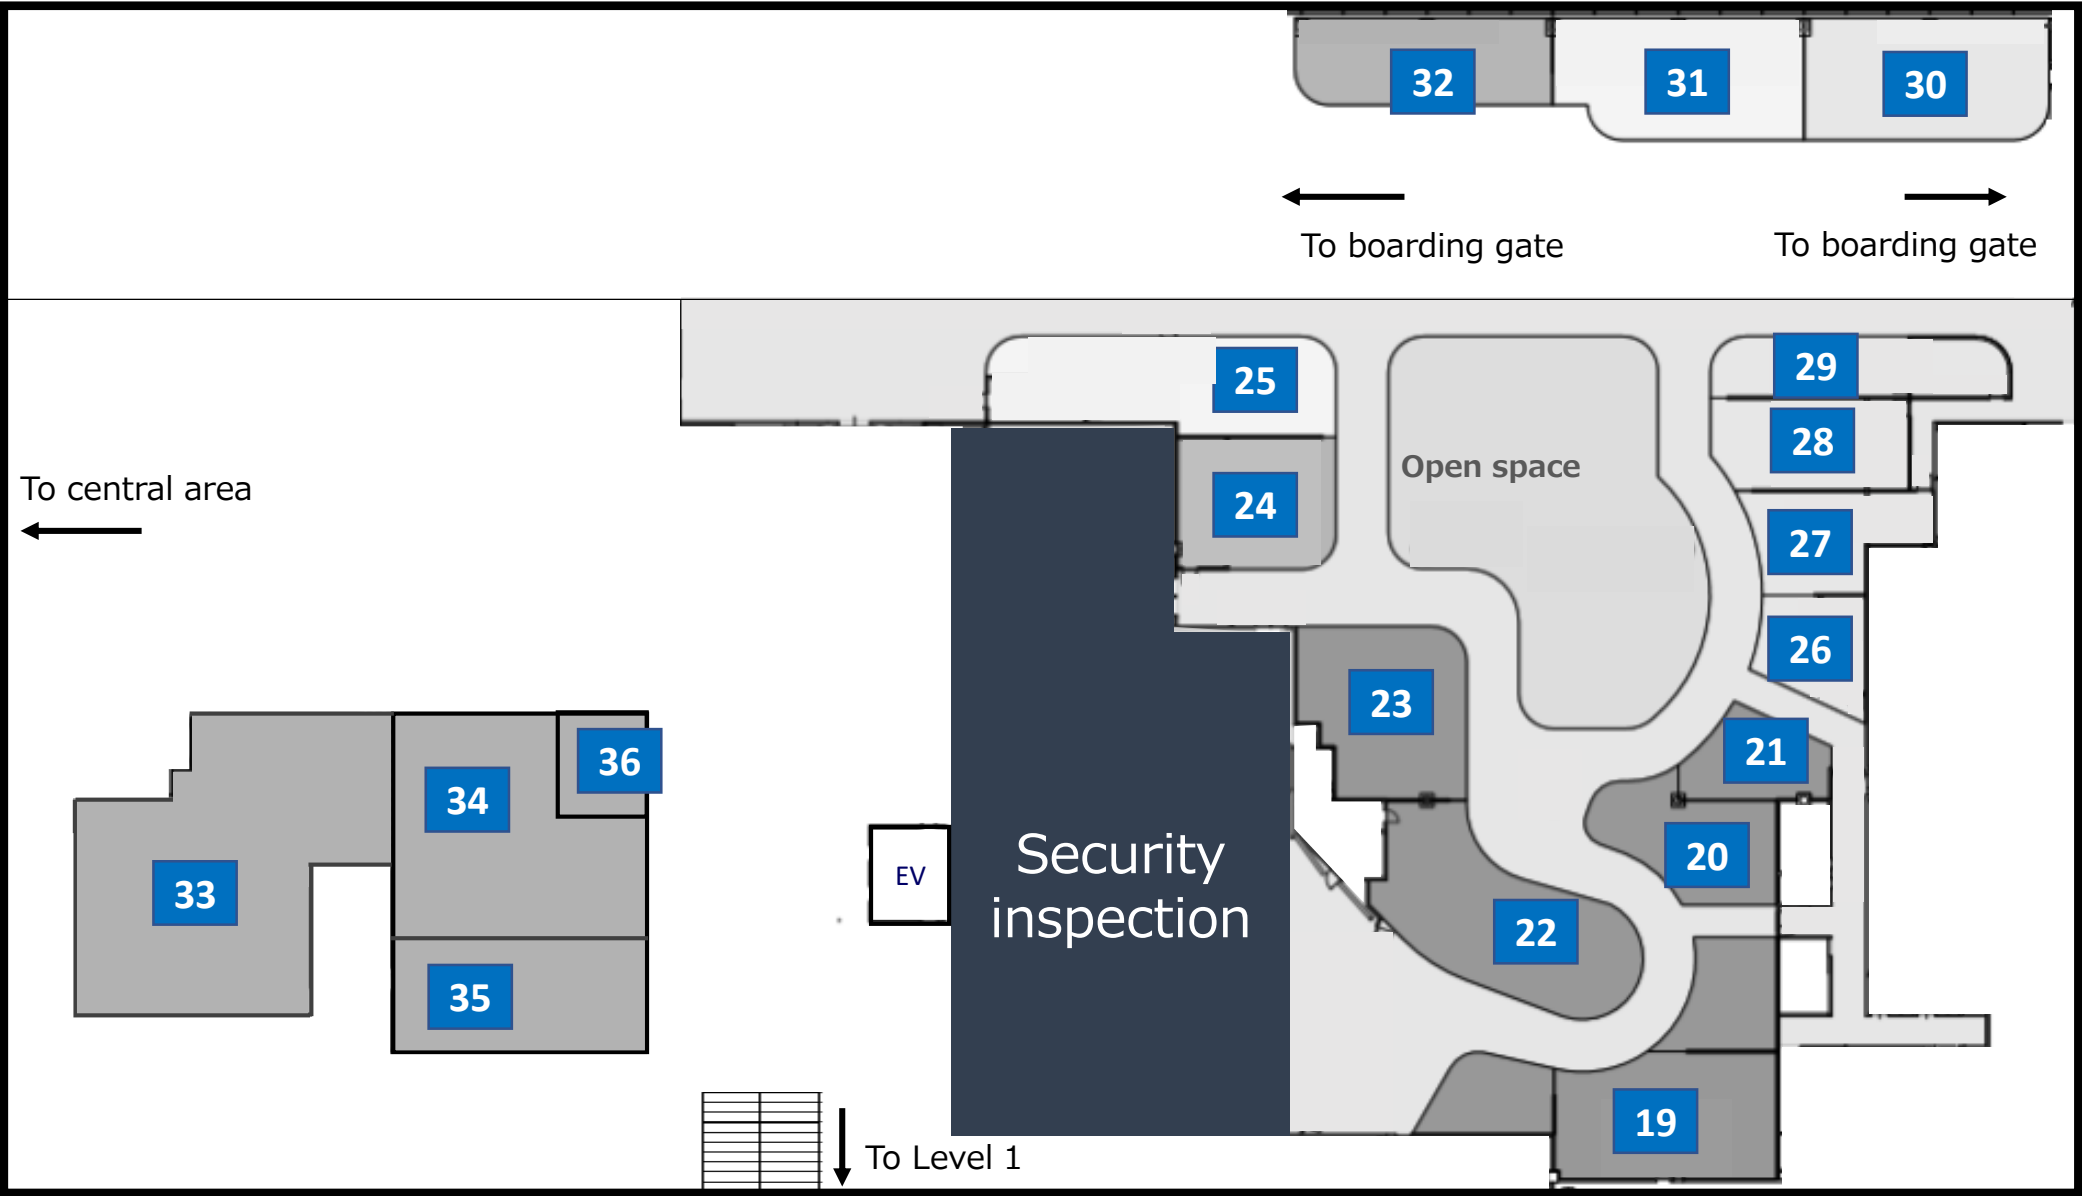 32
31
30
To boarding gate
To boarding gate
25
29
28
Open space
24
To central area
27
26
23
36
21
34
Security
inspection
20
EV
33
22
35
19
To Level 1